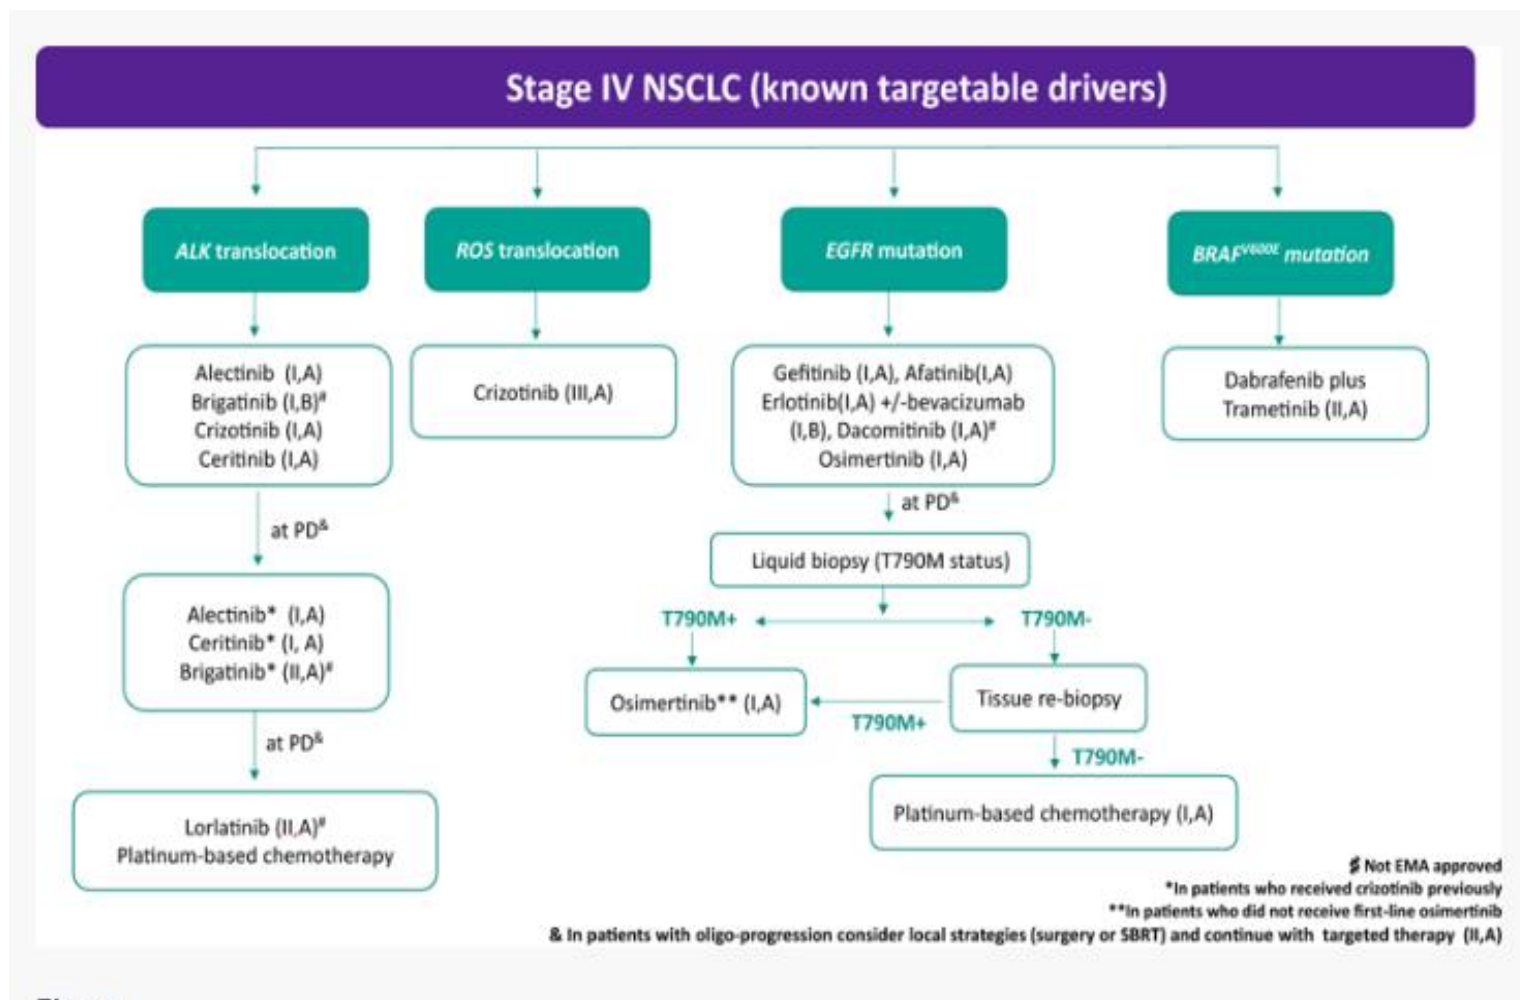 Stage IV NSCLC (known targetable drivers)
ALK translocation
ROS translocation
EGFR mutation
BRAFV600E mutation
Alectinib (I,A)
Brigatinib (I,B)#
Crizotinib (I,A)
Ceritinib (I,A)
Crizotinib (III,A)
Gefitinib (I,A), Afatinib(I,A)
Erlotinib(I,A) +/-bevacizumab
(I,B), Dacomitinib (I,A)#
Osimertinib (I,A)
Dabrafenib plus
Trametinib (II,A)
at PD&
at PD&
Liquid biopsy (T790M status)
T790M+
T790M-
Alectinib* (I,A)
Ceritinib* (I, A)
Brigatinib* (II,A)#
Osimertinib** (I,A)
T790M+
Tissue re-biopsy
at PD&
T790M-
Lorlatinib (II,A)#
Platinum-based chemotherapy
Platinum-based chemotherapy (I,A)
# Not EMA approved
*In patients who received crizotinib previously
**In patients who did not receive first-line osimertinib
& In patients with oligo-progression consider local strategies (surgery or SBRT) and continue with targeted therapy (II,A)